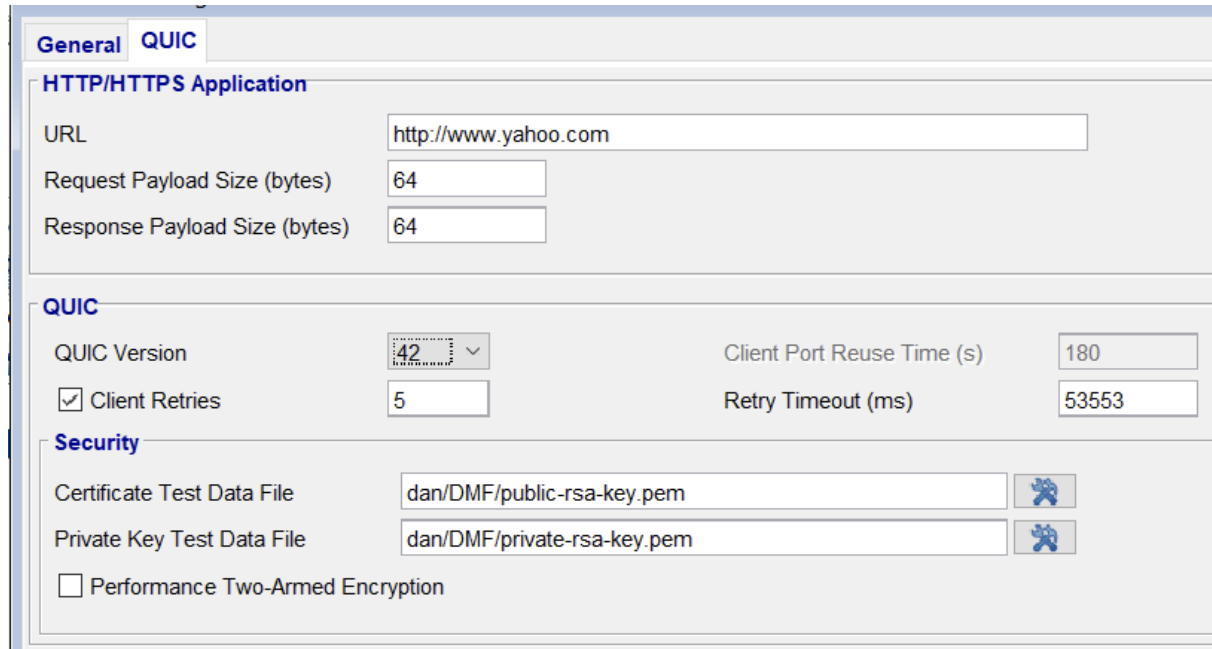 General QUIC
HTTP/HTTPS Application
URL http://www.yahoo.com
Request Payload Size (bytes) 64
Response Payload Size (bytes) 64
QUIC
QUIC Version 42 Client Port Reuse Time (s) 180
Client Retries 5 Retry Timeout (ms) 53553
Security
Certificate Test Data File dan/DMF/public-rsa-key.pem
Private Key Test Data File dan/DMF/private-rsa-key.pem
Performance Two-Armed Encryption